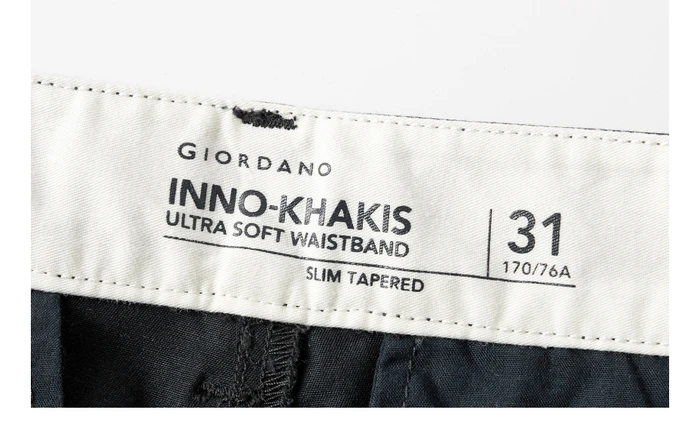 GIORDANO
INNO-KHAKIS
ULTRA SOFT WAISTBAND
SLIM TAPERED
31
170/76A